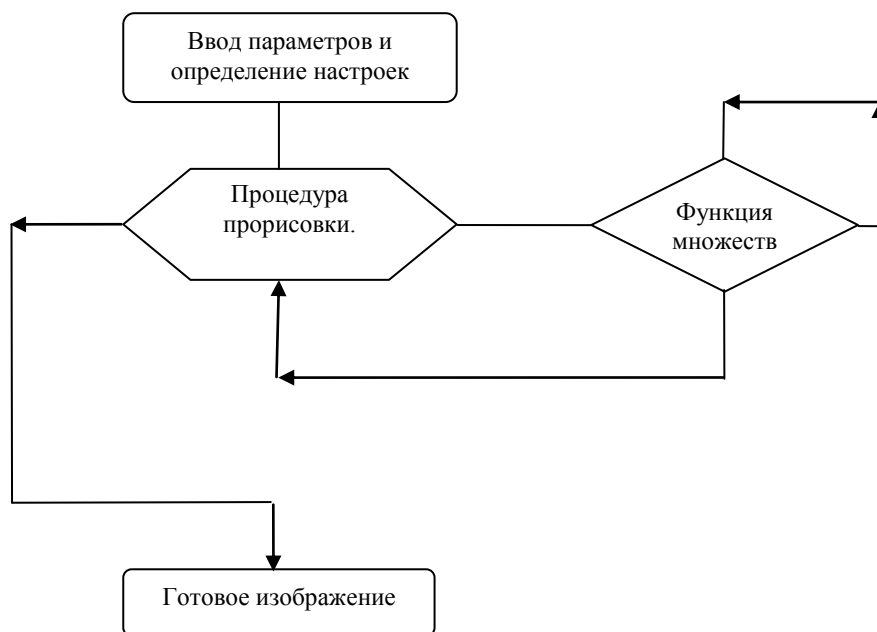 Ввод параметров и
определение настроек
Процедура
прорисовки.
Функция
множеств
Готовое изображение